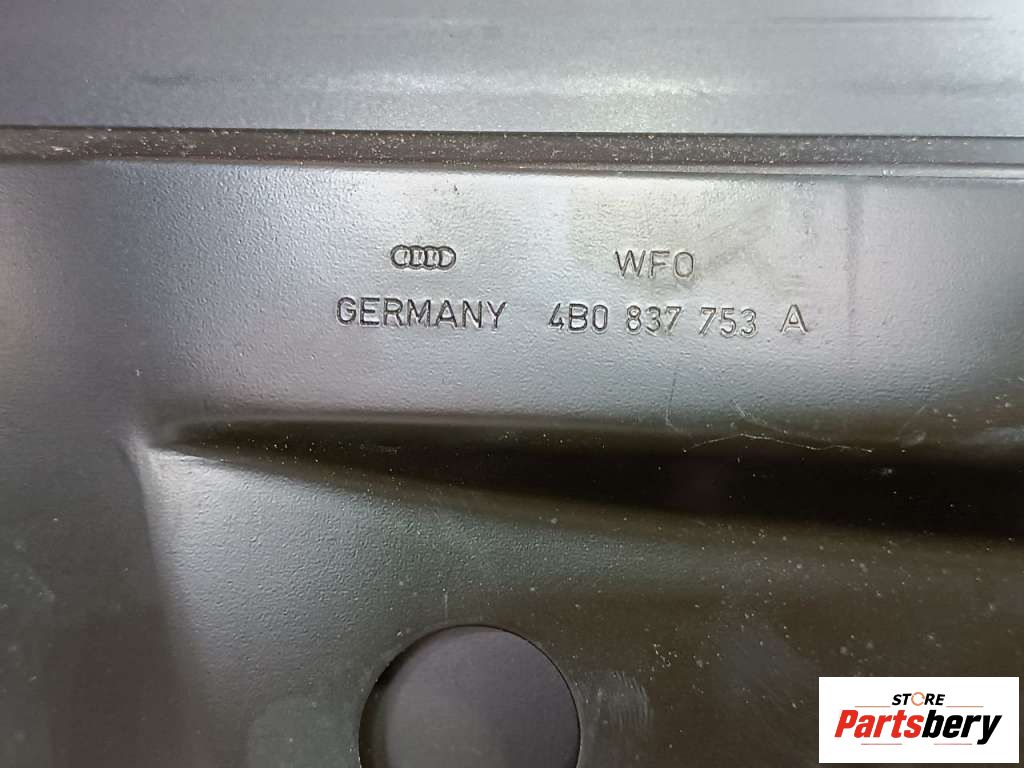 WFO
GERMANY 4B0 837 753 A
STORE
Partsbery